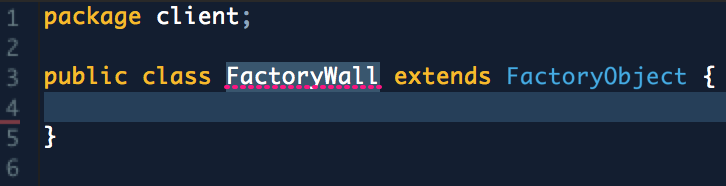 1 package client;
2
3 public class FactoryWall extends FactoryObject {
4
5 }
6